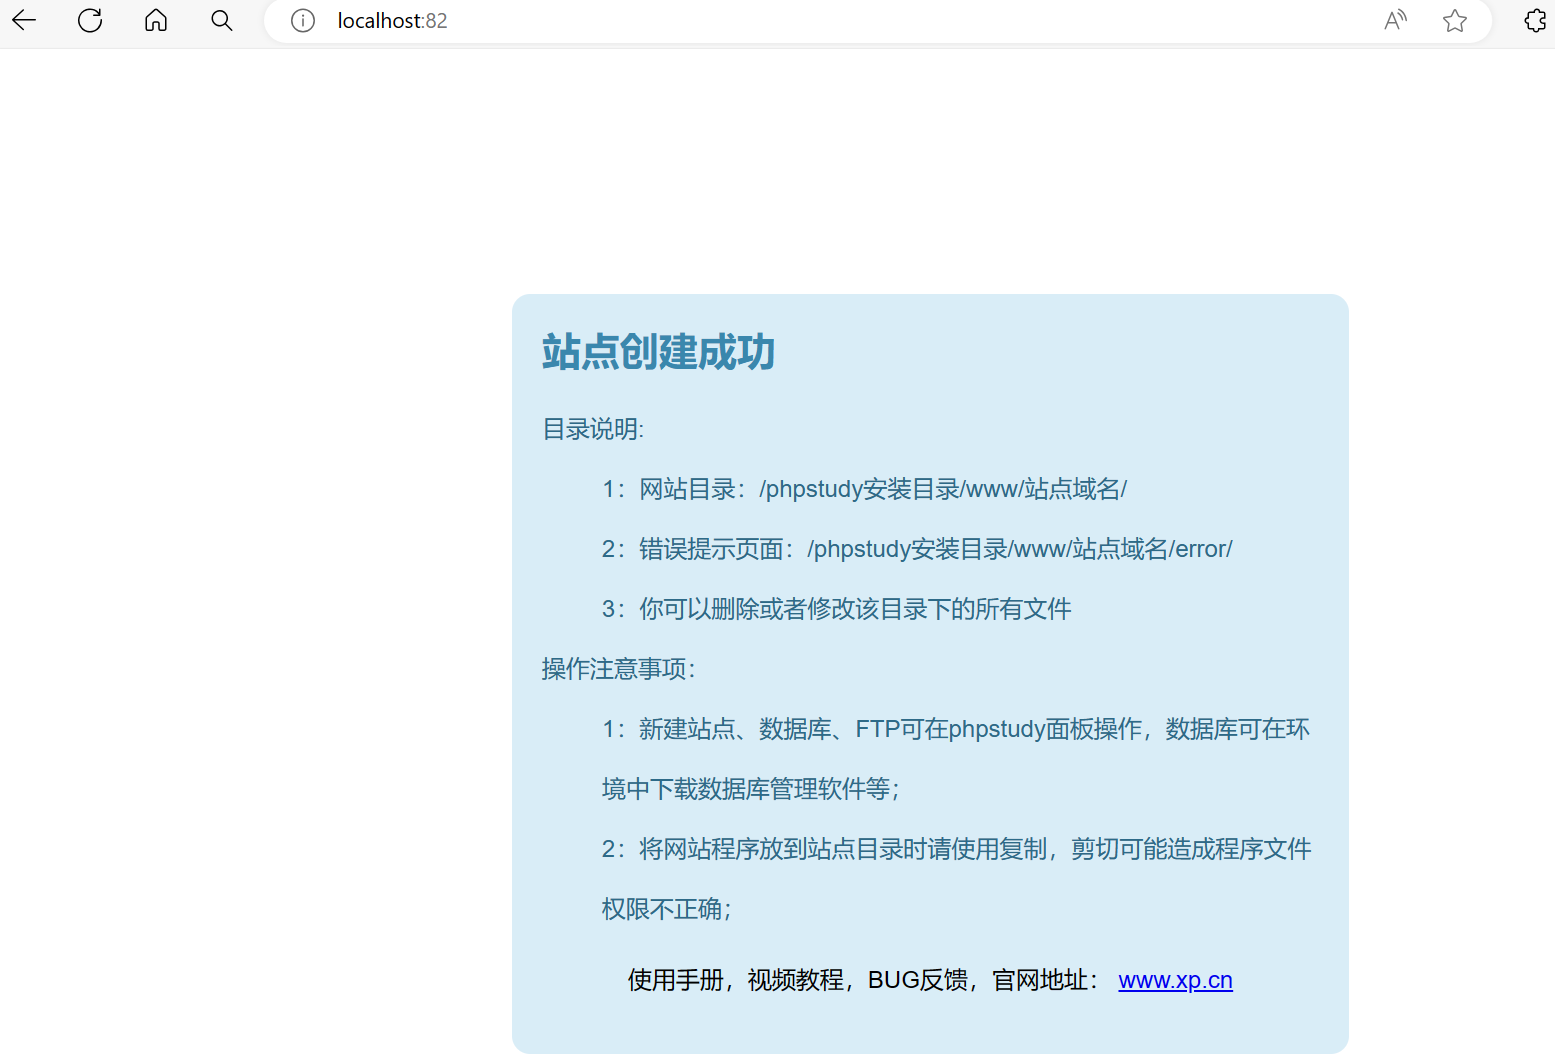 localhost:82
站点创建成功
目录说明:
1：网站目录：/phpstudy安装目录/www/站点域名/
2：错误提示页面：/phpstudy安装目录/www/站点域名/error/
3：你可以删除或者修改该目录下的所有文件
操作注意事项：
1：新建站点、数据库、FTP可在phpstudy面板操作，数据库可在环
境中下载数据库管理软件等；
2：将网站程序放到站点目录时请使用复制，剪切可能造成程序文件
权限不正确；
使用手册，视频教程，BUG反馈，官网地址： www.xp.cn